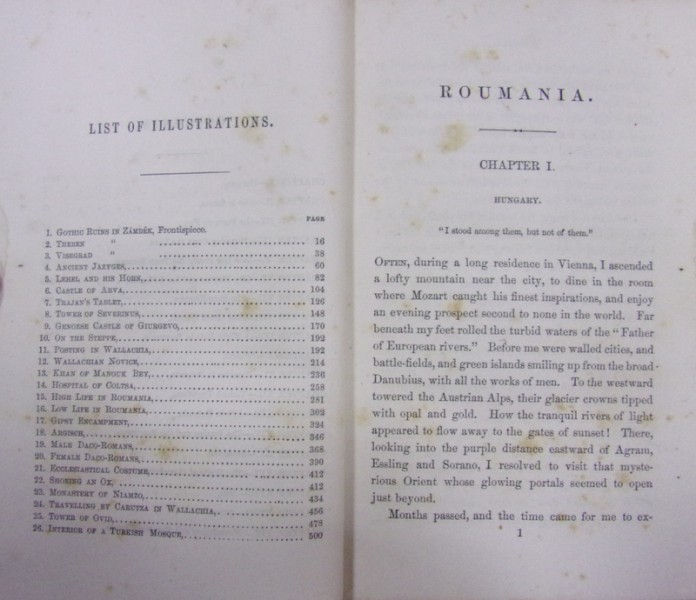 LIST OF ILLUSTRATIONS.
PAGE
1. Gothic Ruins in Zámbék, Frontispiece.
2. Theben " 16
3. Visegrad " 38
4. Ancient Jazyges, 60
5. Lehel and his Horn, 82
6. Castle of Arva, 104
7. Trajan's Tablet, 126
8. Tower of Severinus, 148
9. Genoese Castle of Giurgevo, 170
10. On the Steppe, 192
11. Posting in Wallachia, 192
12. Wallachian Novice, 214
13. Khan of Manouk Bey, 236
14. Hospital of Coltsa, 258
15. High Life in Roumania, 281
16. Low Life in Roumania, 302
17. Gipsy Encampment, 324
18. Argisch, 346
19. Male Daco-Romans, 368
20. Female Daco-Romans, 390
21. Ecclesiastical Costume, 412
22. Shoeing an Ox, 412
23. Monastery of Niamzo, 434
24. Travelling by Carutza in Wallachia, 456
25. Tower of Ovid, 478
26. Interior of a Turkish Mosque, 500
ROUMANIA.
CHAPTER I.
HUNGARY.
"I stood among them, but not of them."
Often, during a long residence in Vienna, I ascended
a lofty mountain near the city, to dine in the room
where Mozart caught his finest inspirations, and enjoy
an evening prospect second to none in the world. Far
beneath my feet rolled the turbid waters of the "Father
of European rivers." Before me were walled cities, and
battle-fields, and green islands smiling up from the broad
Danubius, with all the works of men. To the westward
towered the Austrian Alps, their glacier crowns tipped
with opal and gold. How the tranquil rivers of light
appeared to flow away to the gates of sunset! There,
looking into the purple distance eastward of Agram,
Essling and Sorano, I resolved to visit that myste-
rious Orient whose glowing portals seemed to open
just beyond.
Months passed, and the time came for me to ex-
1